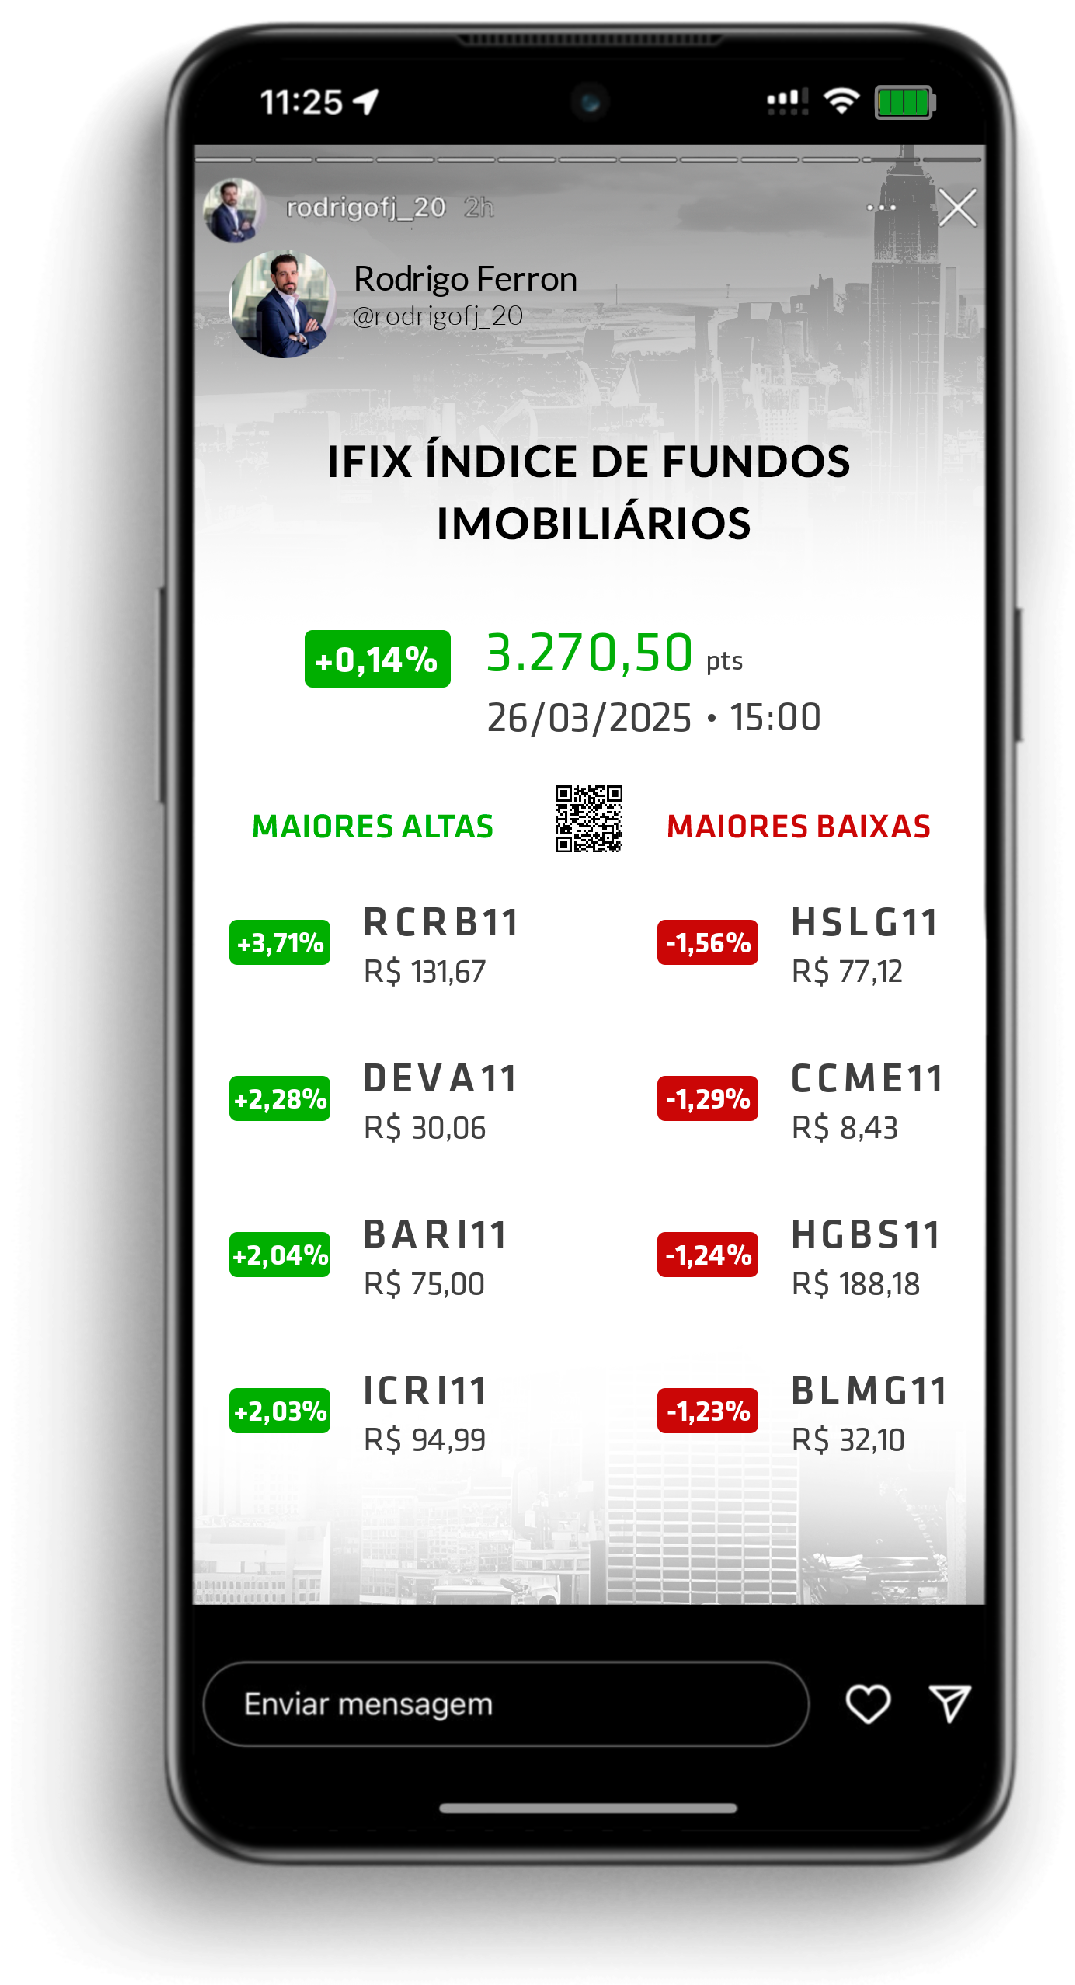 11:25
rodrigofj_20 2h
Rodrigo Ferron
@rodrigofj_20
IFIX ÍNDICE DE FUNDOS
IMOBILIÁRIOS
+0,14% 3.270,50 pts
26/03/2025 • 15:00
MAIORES ALTAS
MAIORES BAIXAS
+3,71%
RCRB11
R$ 131,67
-1,56%
HSLG11
R$ 77,12
+2,28%
DEVA11
R$ 30,06
-1,29%
CCME11
R$ 8,43
+2,04%
BARI11
R$ 75,00
-1,24%
HGBS11
R$ 188,18
+2,03%
ICRI11
R$ 94,99
-1,23%
BLMG11
R$ 32,10
Enviar mensagem